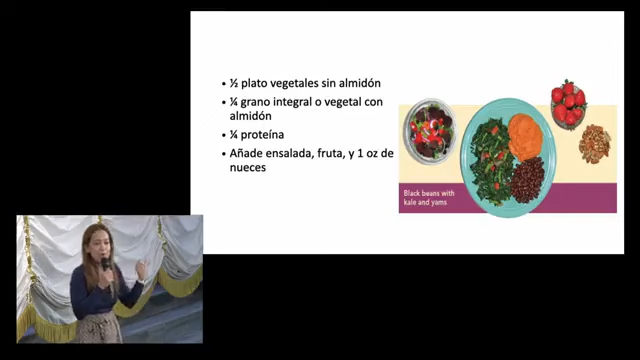 • ½ plato vegetales sin almidón
• ¼ grano integral o vegetal con
almidón
• ¼ proteína
• Añade ensalada, fruta, y 1 oz de
nueces
Black beans with
kale and yams